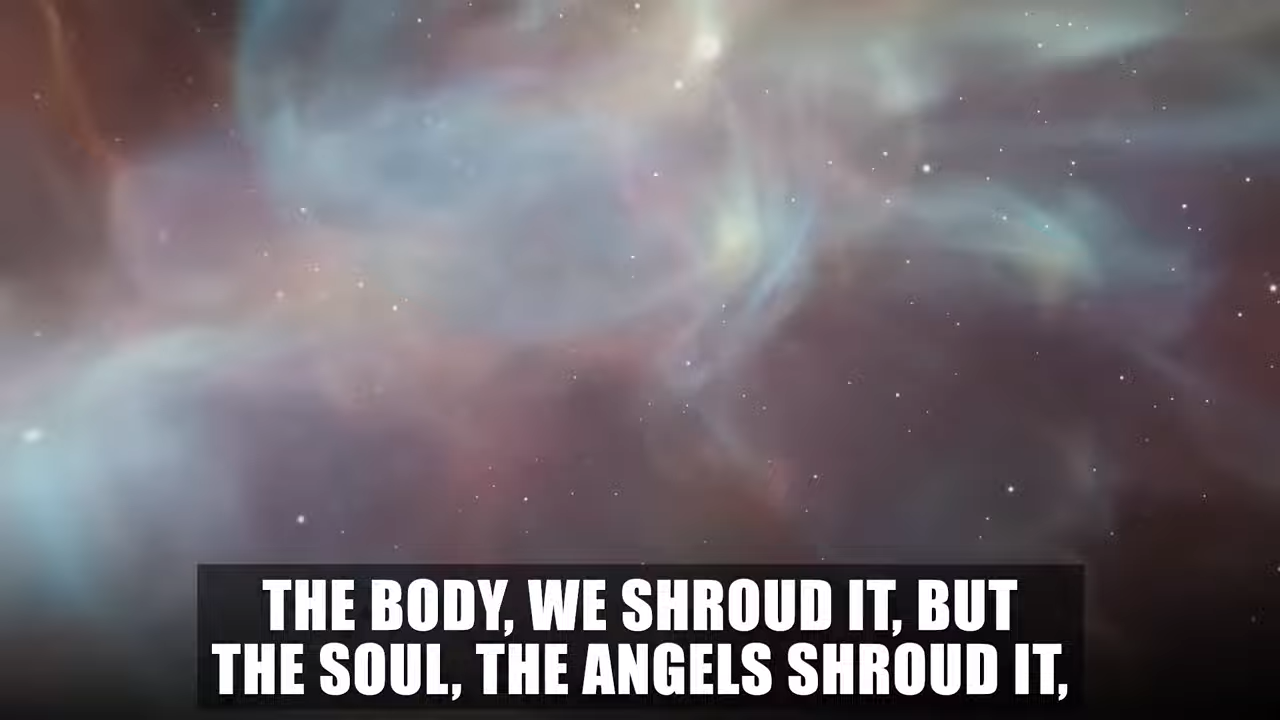 THE BODY, WE SHROUD IT, BUT
THE SOUL, THE ANGELS SHROUD IT,